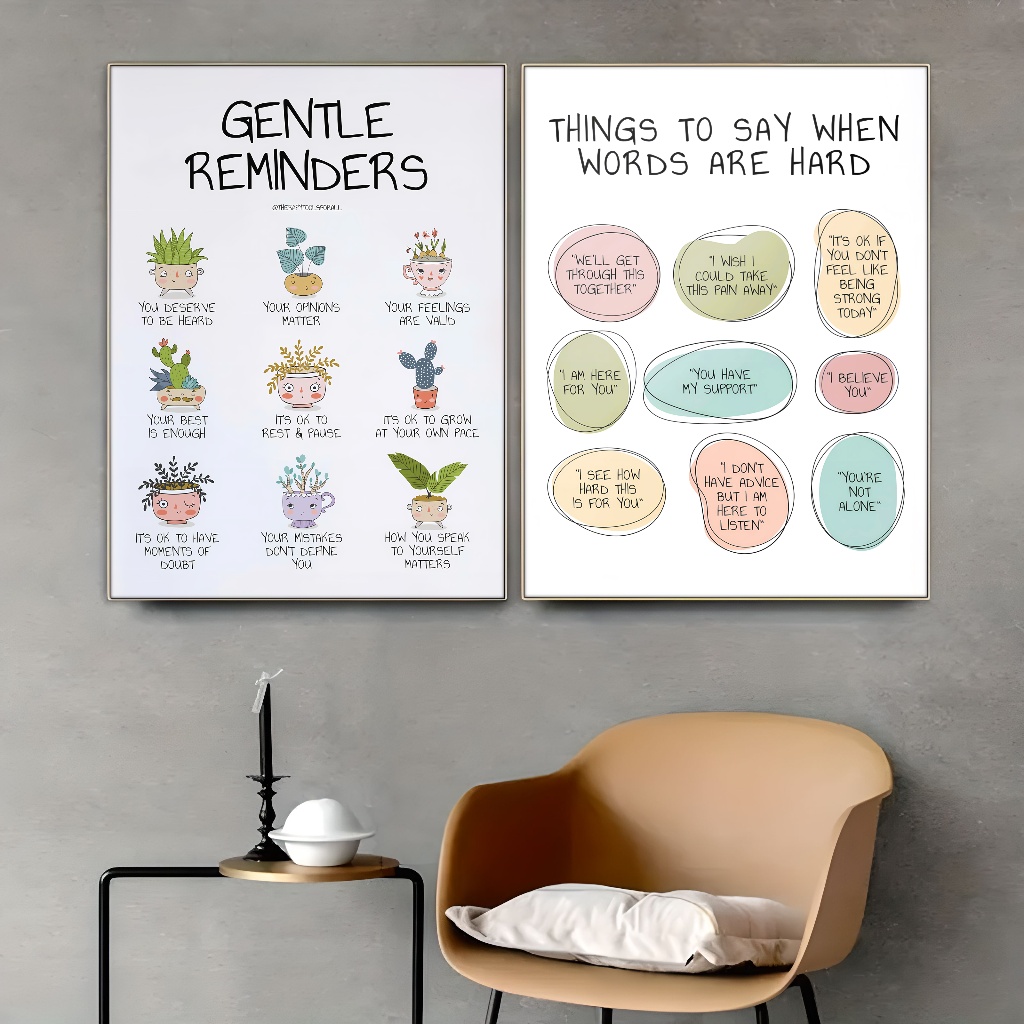 GENTLE
REMINDERS
@THERAPYTOOLSFORALL
YOU DESERVE
TO BE HEARD
YOUR OPINIONS
MATTER
YOUR FEELINGS
ARE VALID
YOUR BEST
IS ENOUGH
IT'S OK TO
REST & PAUSE
IT'S OK TO GROW
AT YOUR OWN PACE
IT'S OK TO HAVE
MOMENTS OF
DOUBT
YOUR MISTAKES
DON'T DEFINE
YOU
HOW YOU SPEAK
TO YOURSELF
MATTERS
THINGS TO SAY WHEN
WORDS ARE HARD
"WE'LL GET
THROUGH THIS
TOGETHER"
"I WISH I
COULD TAKE
THIS PAIN AWAY"
"IT'S OK IF
YOU DON'T
FEEL LIKE
BEING
STRONG
TODAY"
"I AM HERE
FOR YOU"
"YOU HAVE
MY SUPPORT"
"I BELIEVE
YOU"
"I SEE HOW
HARD THIS
IS FOR YOU"
"I DON'T
HAVE ADVICE
BUT I AM
HERE TO
LISTEN"
"YOU'RE
NOT
ALONE"